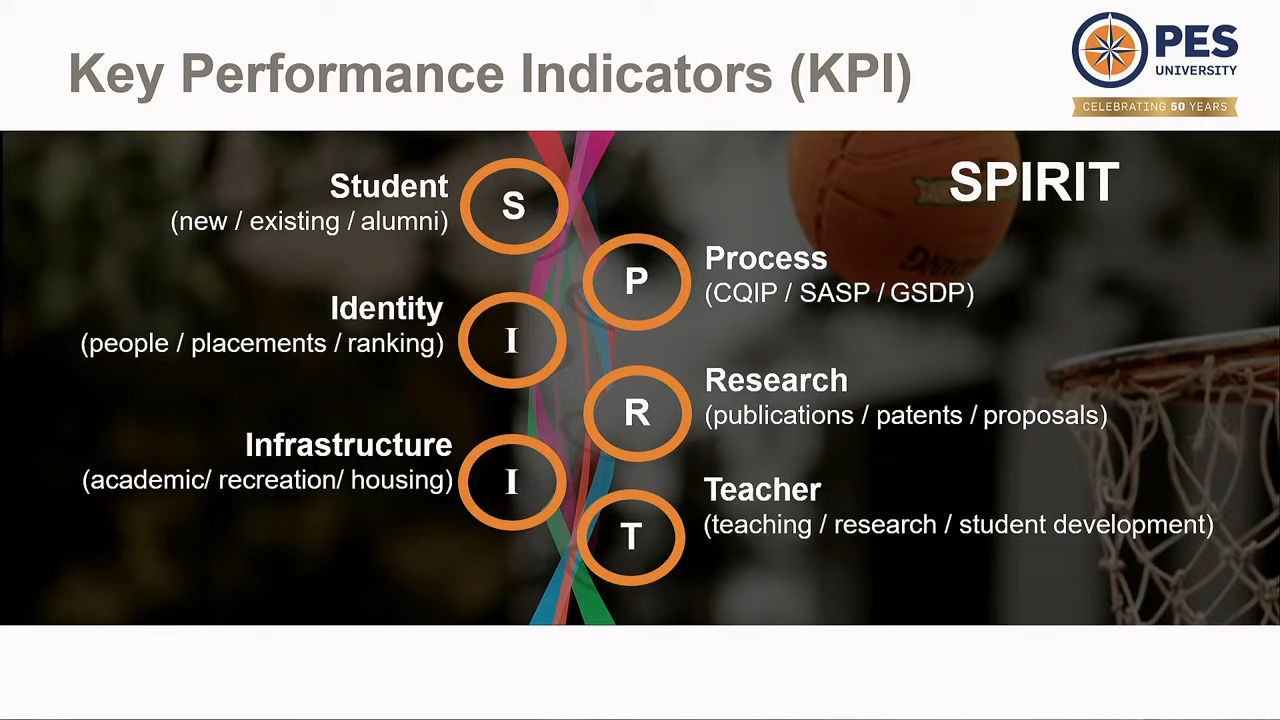 Key Performance Indicators (KPI)
PES
UNIVERSITY
CELEBRATING 50 YEARS
SPIRIT
S
Student
(new / existing / alumni)
P
Process
(CQIP / SASP / GSDP)
I
Identity
(people / placements / ranking)
R
Research
(publications / patents / proposals)
I
Infrastructure
(academic/ recreation/ housing)
T
Teacher
(teaching / research / student development)